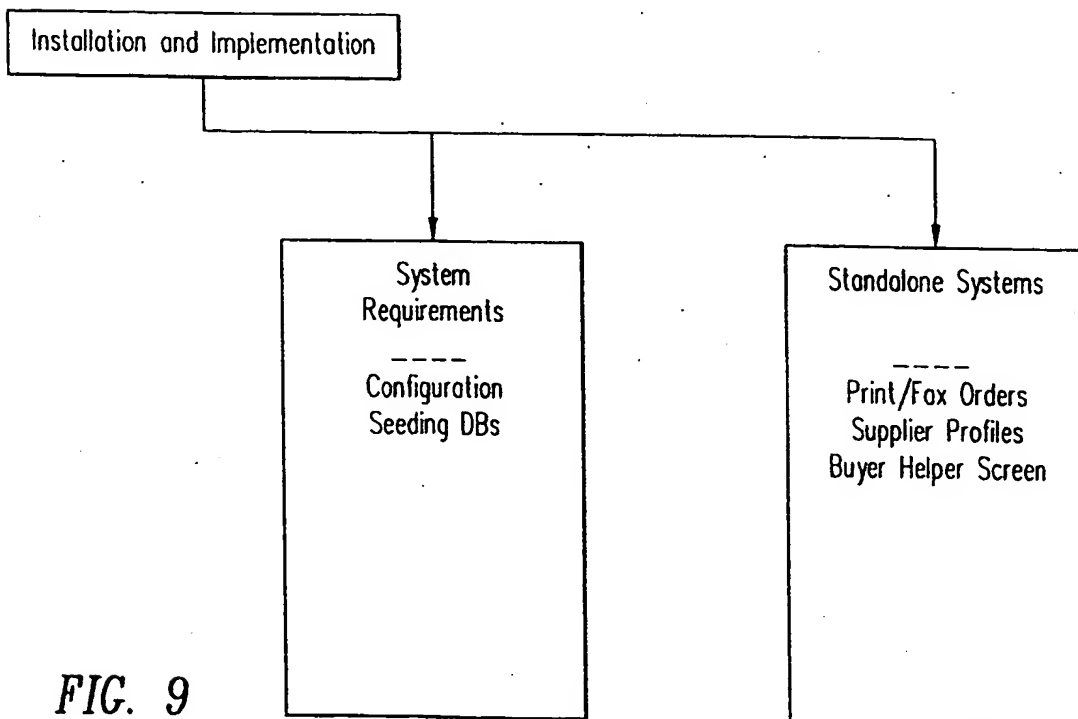 Installation and Implementation
System
Requirements
----
Configuration
Seeding DBs
Standalone Systems
----
Print/Fax Orders
Supplier Profiles
Buyer Helper Screen
FIG. 9